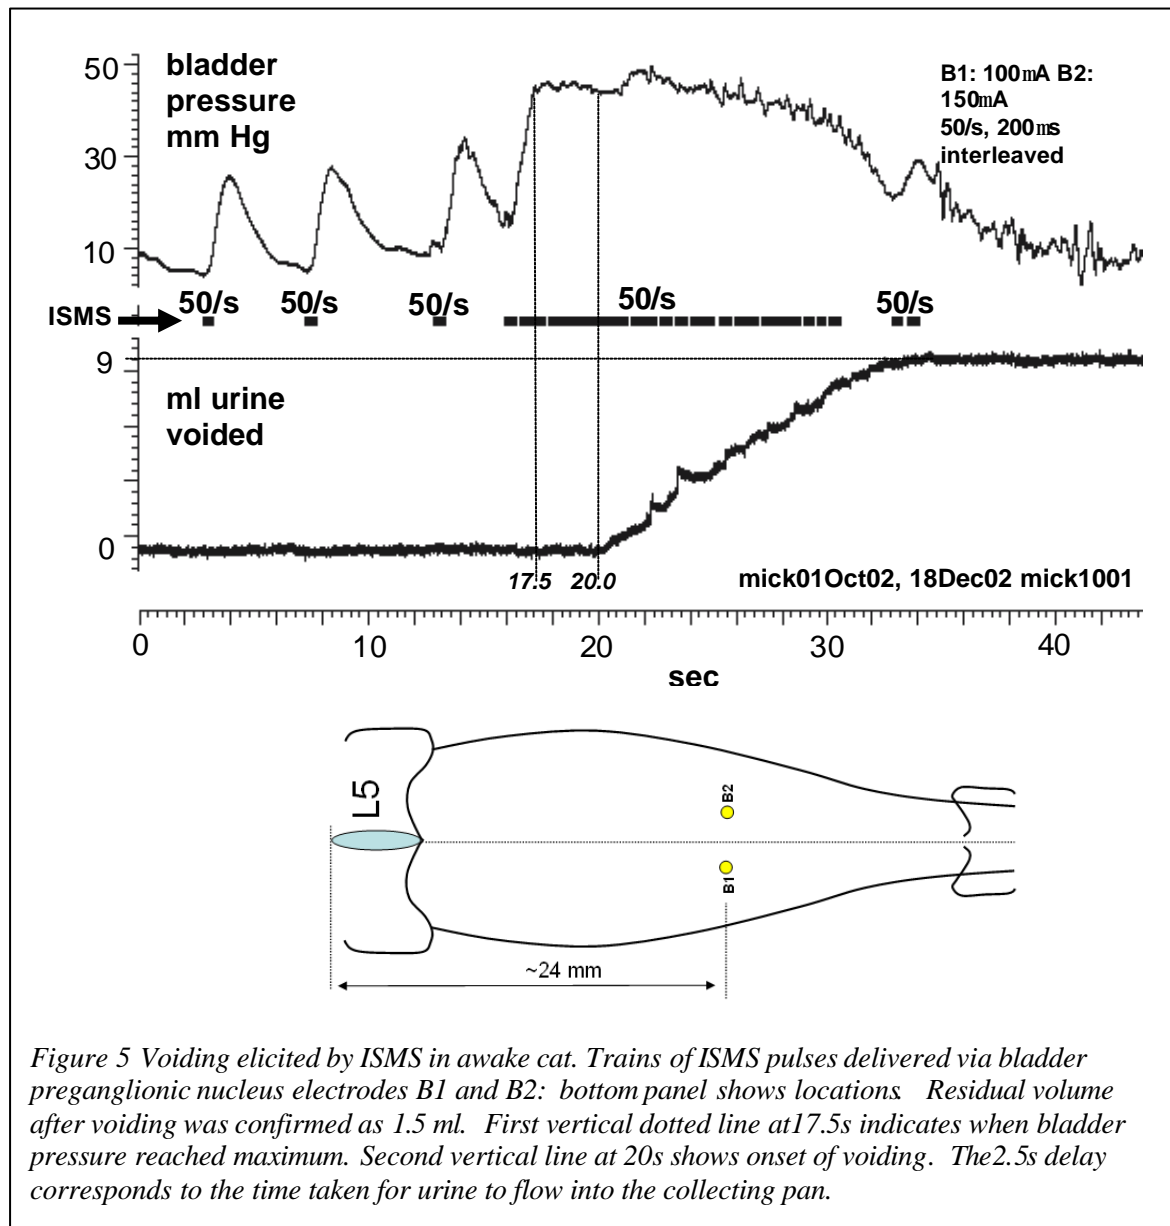 50
bladder
pressure
mm Hg
30
10
B1: 100mA B2:
150mA
50/s, 200ms
interleaved
50/s 50/s 50/s 50/s 50/s
ISMS
9
ml urine
voided
0
17.5 20.0
mick01Oct02, 18Dec02 mick1001
0 10 20 30 40
sec
L5
B2
B1
~24 mm
Figure 5 Voiding elicited by ISMS in awake cat. Trains of ISMS pulses delivered via bladder
preganglionic nucleus electrodes B1 and B2: bottom panel shows locations. Residual volume
after voiding was confirmed as 1.5 ml. First vertical dotted line at17.5s indicates when bladder
pressure reached maximum. Second vertical line at 20s shows onset of voiding. The2.5s delay
corresponds to the time taken for urine to flow into the collecting pan.